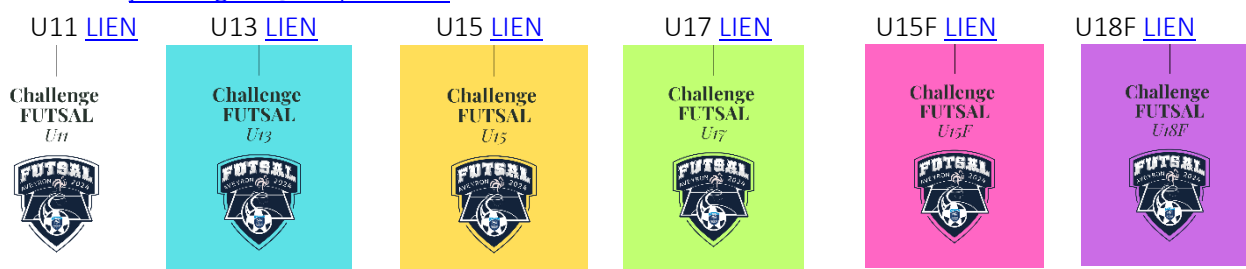 U11 LIEN
U13 LIEN
U15 LIEN
U17 LIEN
U15F LIEN
U18F LIEN
Challenge
FUTSAL
U11
FUTSAL
AVEYRON 2024
Challenge
FUTSAL
U13
FUTSAL
AVEYRON 2024
Challenge
FUTSAL
U15
FUTSAL
AVEYRON 2024
Challenge
FUTSAL
U17
FUTSAL
AVEYRON 2024
Challenge
FUTSAL
U15F
FUTSAL
AVEYRON 2024
Challenge
FUTSAL
U18F
FUTSAL
AVEYRON 2024